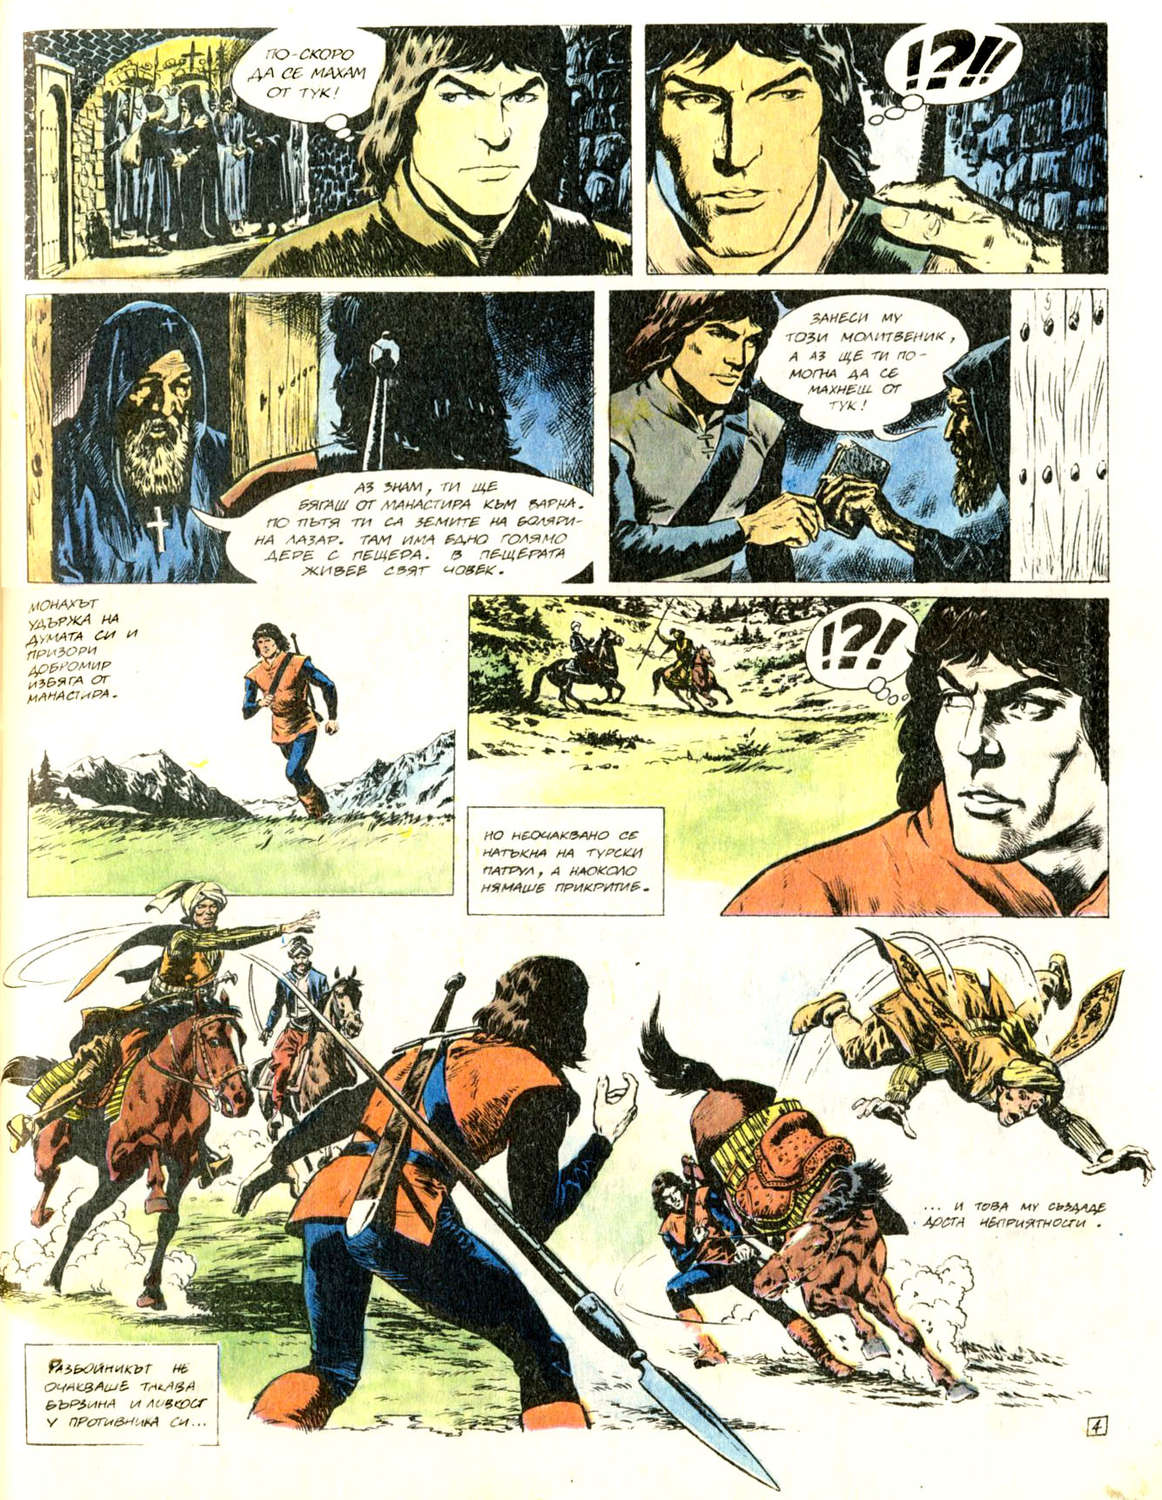 ПО-СКОРО
ДА СЕ МАХАМ
ОТ ТУК!
!?!!
АЗ ЗНАМ, ТИ ЩЕ
БЯГАШ ОТ МАНАСТИРА КЪМ ВАРНА.
ПО ПЪТЯ ТИ СА ЗЕМИТЕ НА БОЛЯРИ-
НА ЛАЗАР. ТАМ ИМА ЕДНО ГОЛЯМО
ДЕРЕ С ПЕЩЕРА. В ПЕЩЕРАТА
ЖИВЕЕ СВЯТ ЧОВЕК.
ЗАНЕСИ МУ
ТОЗИ МОЛИТВЕНИК,
А АЗ ЩЕ ТИ ПО-
МОГНА ДА СЕ
МАХНЕШ ОТ
ТУК!
МОНАХЪТ
УДЪРЖА НА
ДУМАТА СИ И
ПРИЗОРИ
ДОБРОМИР
ИЗБЯГА ОТ
МАНАСТИРА.
!?!
НО НЕОЧАКВАНО СЕ
НАТЪКНА НА ТУРСКИ
ПАТРУЛ, А НАОКОЛО
НЯМАШЕ ПРИКРИТИЕ.
РАЗБОЙНИКЪТ НЕ
ОЧАКВАШЕ ТАКАВА
БЪРЗИНА И ЛОВКОСТ
У ПРОТИВНИКА СИ...
... И ТОВА МУ СЪЗДАДЕ
ДОСТА НЕПРИЯТНОСТИ.
4